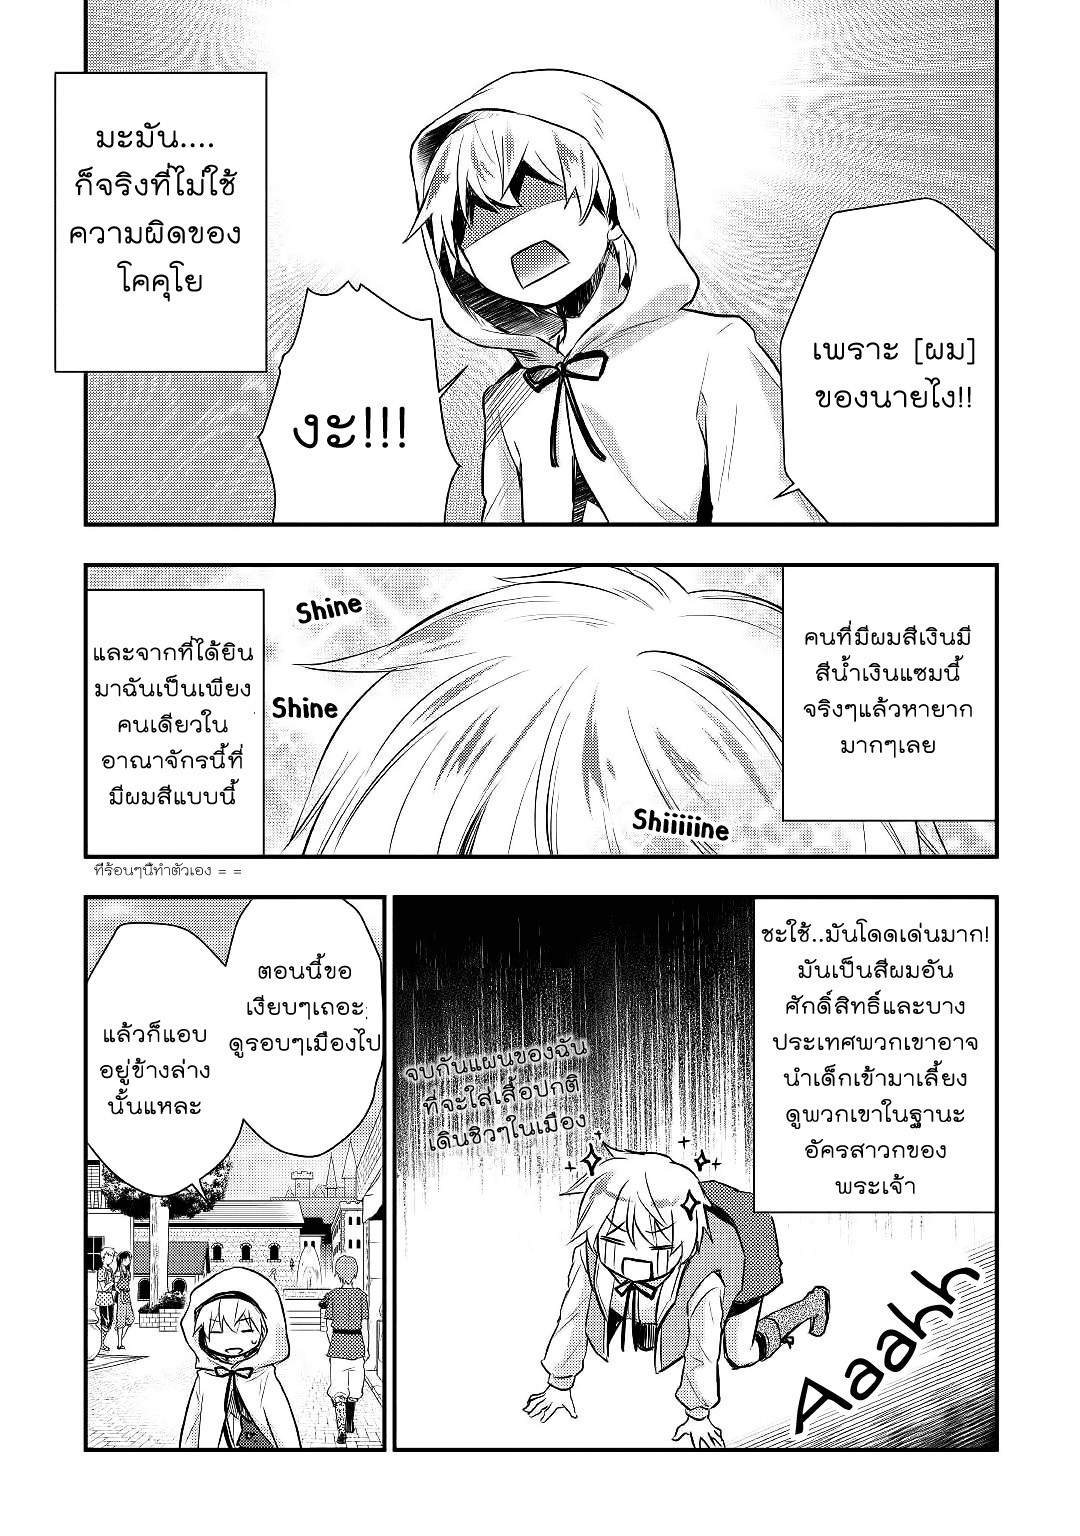 เพราะ [ผม]
ของนายไง!!
งะ!!!
มะมัน....
ก็จริงที่ไม่ใช้
ความผิดของ
โคคุโย
คนที่มีผมสีเงินมี
สีน้ำเงินแซมนี้
จริงๆแล้วหายาก
มากๆเลย
Shine
Shine
Shiiiiine
และจากที่ได้ยิน
มาฉันเป็นเพียง
คนเดียวใน
อาณาจักรนี้ที่
มีผมสีแบบนี้
ที่ร้อนๆนี้ทำตัวเอง = =
ชะใช้..มันโดดเด่นมาก!
มันเป็นสีผมอัน
ศักดิ์สิทธิ์และบาง
ประเทศพวกเขาอาจ
นำเด็กเข้ามาเลี้ยง
ดูพวกเขาในฐานะ
อัครสาวกของ
พระเจ้า
จบกันแผนของฉัน
ที่จะใส่เสื้อปกติ
เดินชิวๆในเมือง
Aaahh
ตอนนี้ขอ
เงียบๆเถอะ
ดูรอบๆเมืองไป
แล้วก็แอบ
อยู่ข้างล่าง
นั้นแหละ